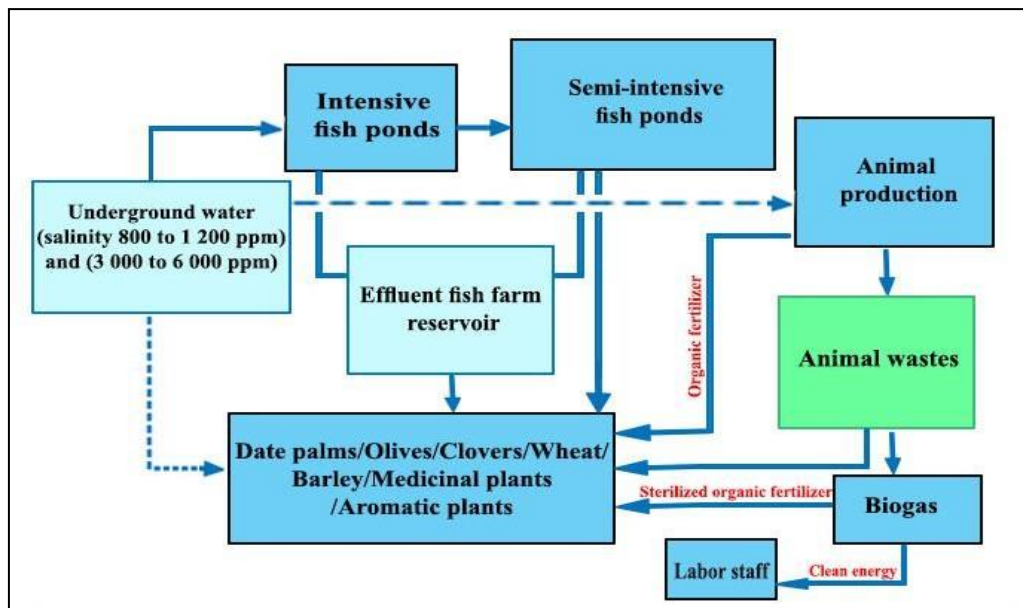 Intensive
fish ponds
Semi-intensive
fish ponds
Animal
production
Underground water
(salinity 800 to 1 200 ppm)
and (3 000 to 6 000 ppm)
Effluent fish farm
reservoir
Organic fertilizer
Animal wastes
Date palms/Olives/Clovers/Wheat/
Barley/Medicinal plants
/Aromatic plants
Sterilized organic fertilizer
Biogas
Labor staff
Clean energy